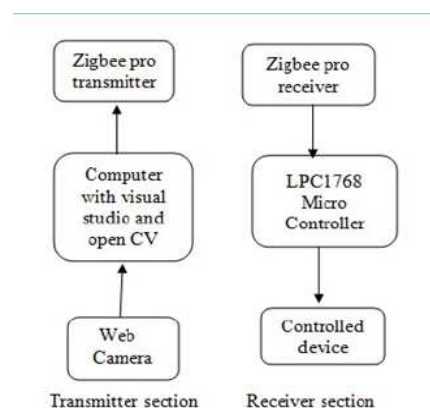 Zigbee pro
transmitter
Computer
with visual
studio and
open CV
Web
Camera
Transmitter section
Zigbee pro
receiver
LPC1768
Micro
Controller
Controlled
device
Receiver section